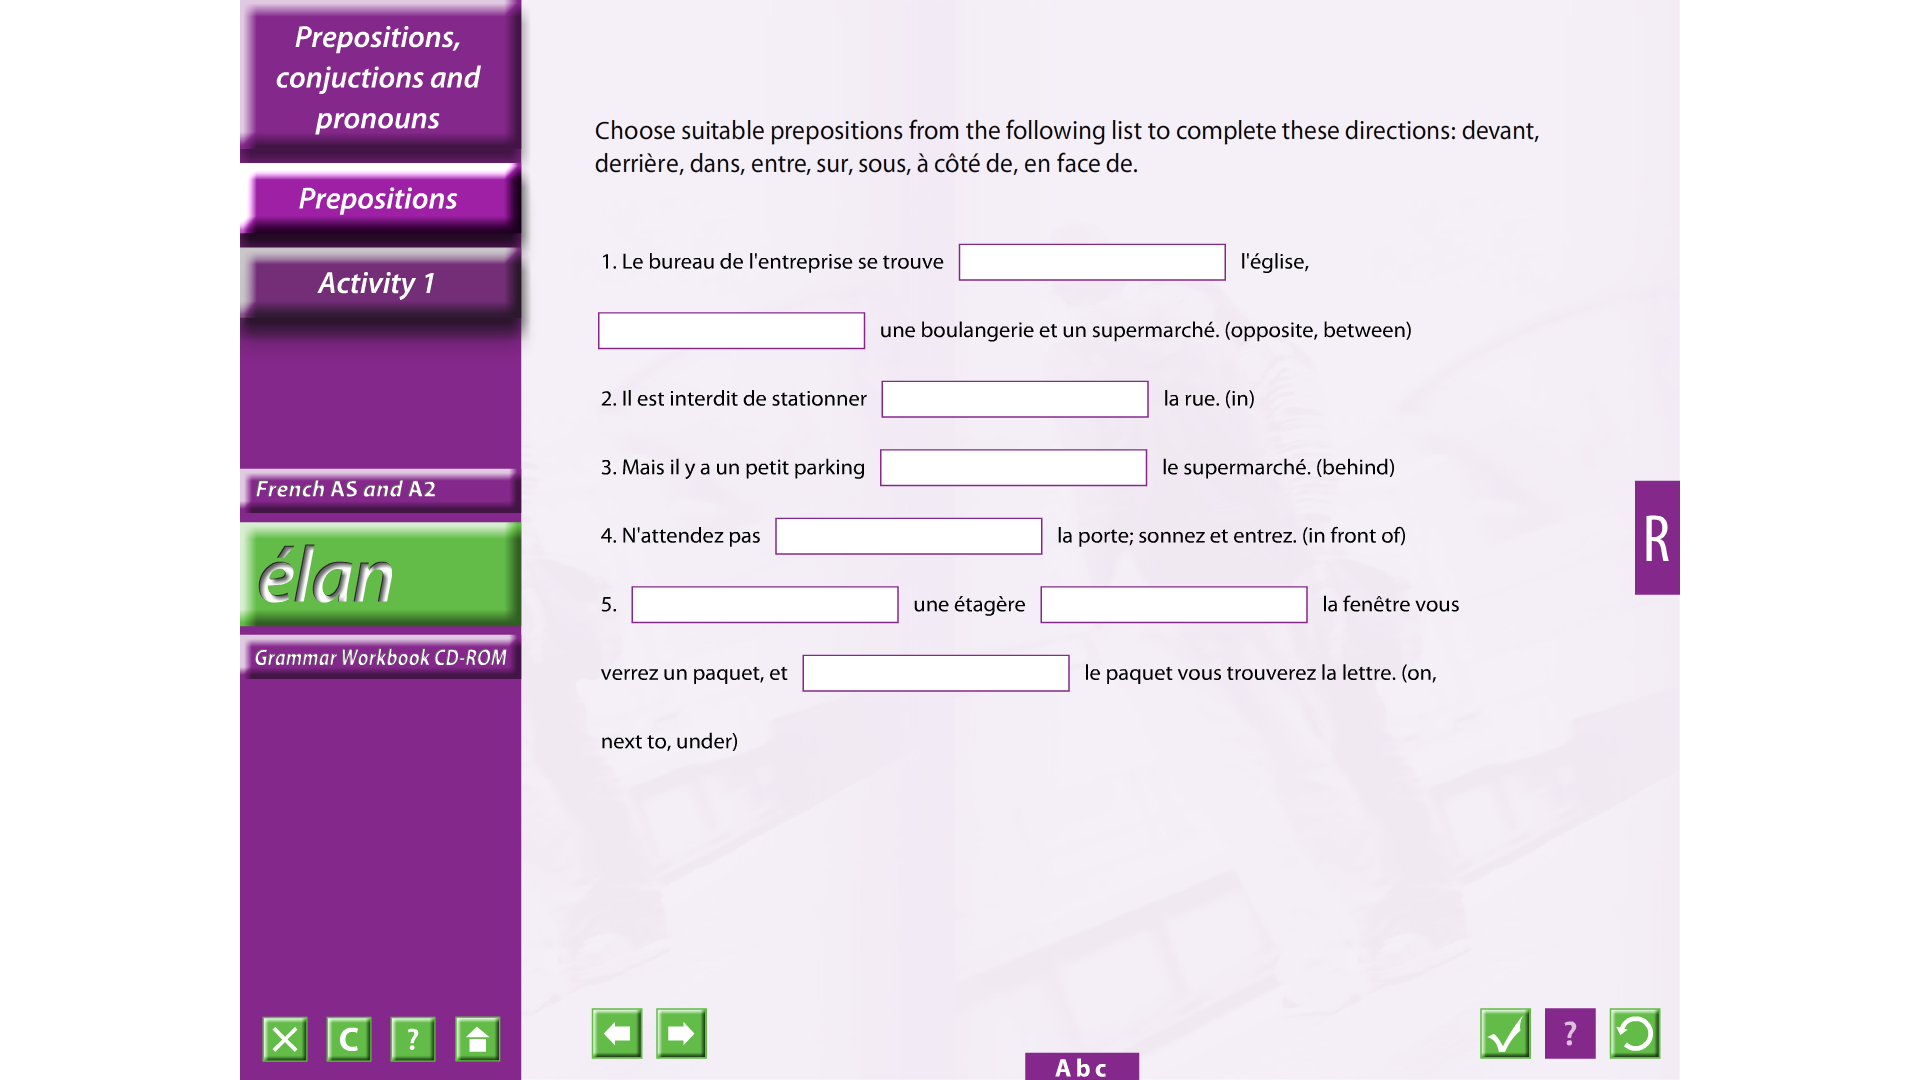 Prepositions,
conjuctions and
pronouns
Prepositions
Activity 1
French AS and A2
élan
Grammar Workbook CD-ROM
Choose suitable prepositions from the following list to complete these directions: devant,
derrière, dans, entre, sur, sous, à côté de, en face de.
1. Le bureau de l'entreprise se trouve l'église,
une boulangerie et un supermarché. (opposite, between)
2. Il est interdit de stationner la rue. (in)
3. Mais il y a un petit parking le supermarché. (behind)
4. N'attendez pas la porte; sonnez et entrez. (in front of)
5. une étagère la fenêtre vous
verrez un paquet, et le paquet vous trouverez la lettre. (on,
next to, under)
R
C ?
?
Abc